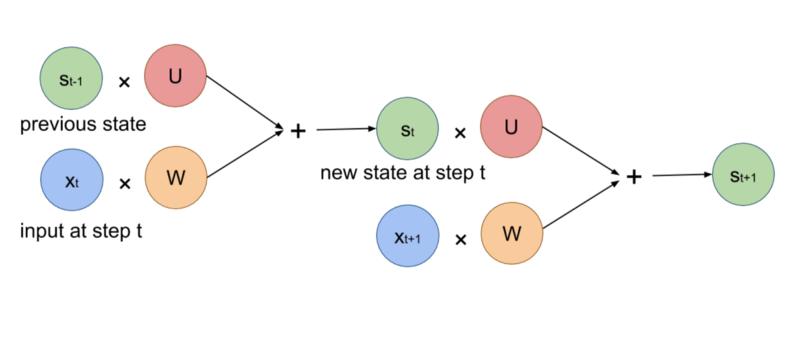 St-1 × U
previous state
+
St × U
Xt × W
new state at step t
+
St+1
input at step t
Xt+1 × W